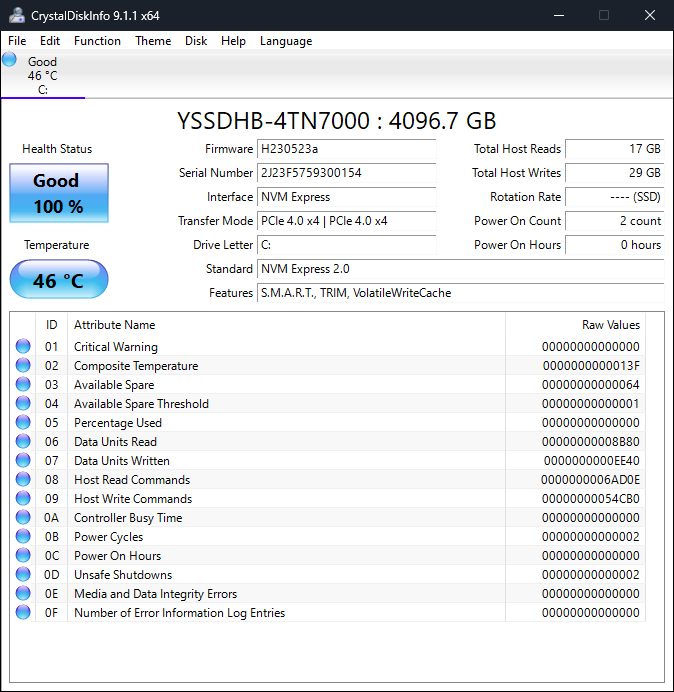 CrystalDiskInfo 9.1.1 x64
File Edit Function Theme Disk Help Language
Good
46 °C
C:
YSSDHB-4TN7000 : 4096.7 GB
Health Status
Good
100 %
Temperature
46 °C
Firmware H230523a
Serial Number 2J23F5759300154
Interface NVM Express
Transfer Mode PCIe 4.0 x4 | PCIe 4.0 x4
Drive Letter C:
Standard NVM Express 2.0
Features S.M.A.R.T., TRIM, VolatileWriteCache
Total Host Reads 17 GB
Total Host Writes 29 GB
Rotation Rate ---- (SSD)
Power On Count 2 count
Power On Hours 0 hours
ID Attribute Name Raw Values
01 Critical Warning 00000000000000
02 Composite Temperature 0000000000013F
03 Available Spare 00000000000064
04 Available Spare Threshold 00000000000001
05 Percentage Used 00000000000000
06 Data Units Read 00000000008B80
07 Data Units Written 0000000000EE40
08 Host Read Commands 0000000006AD0E
09 Host Write Commands 00000000054CB0
0A Controller Busy Time 00000000000000
0B Power Cycles 00000000000002
0C Power On Hours 00000000000000
0D Unsafe Shutdowns 00000000000002
0E Media and Data Integrity Errors 00000000000000
0F Number of Error Information Log Entries 00000000000000